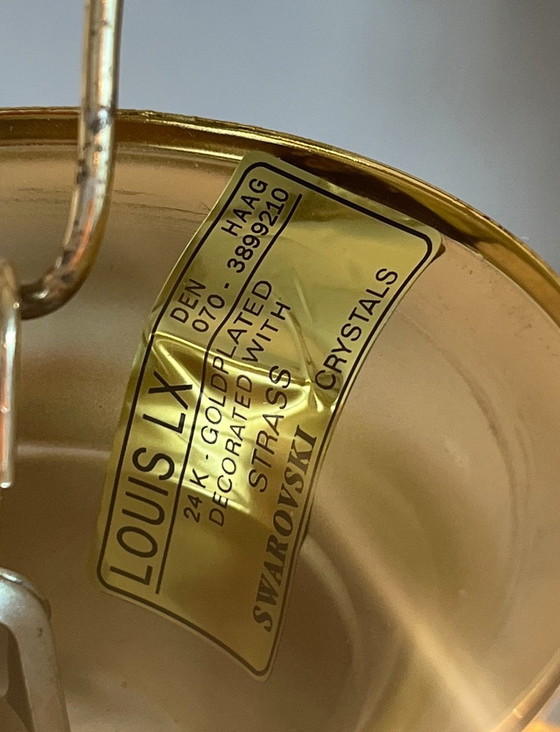 LOUIS LX DEN HAAG
070 - 3899210
24 K - GOLDPLATED
DECORATED WITH
STRASS
SWAROVSKI CRYSTALS